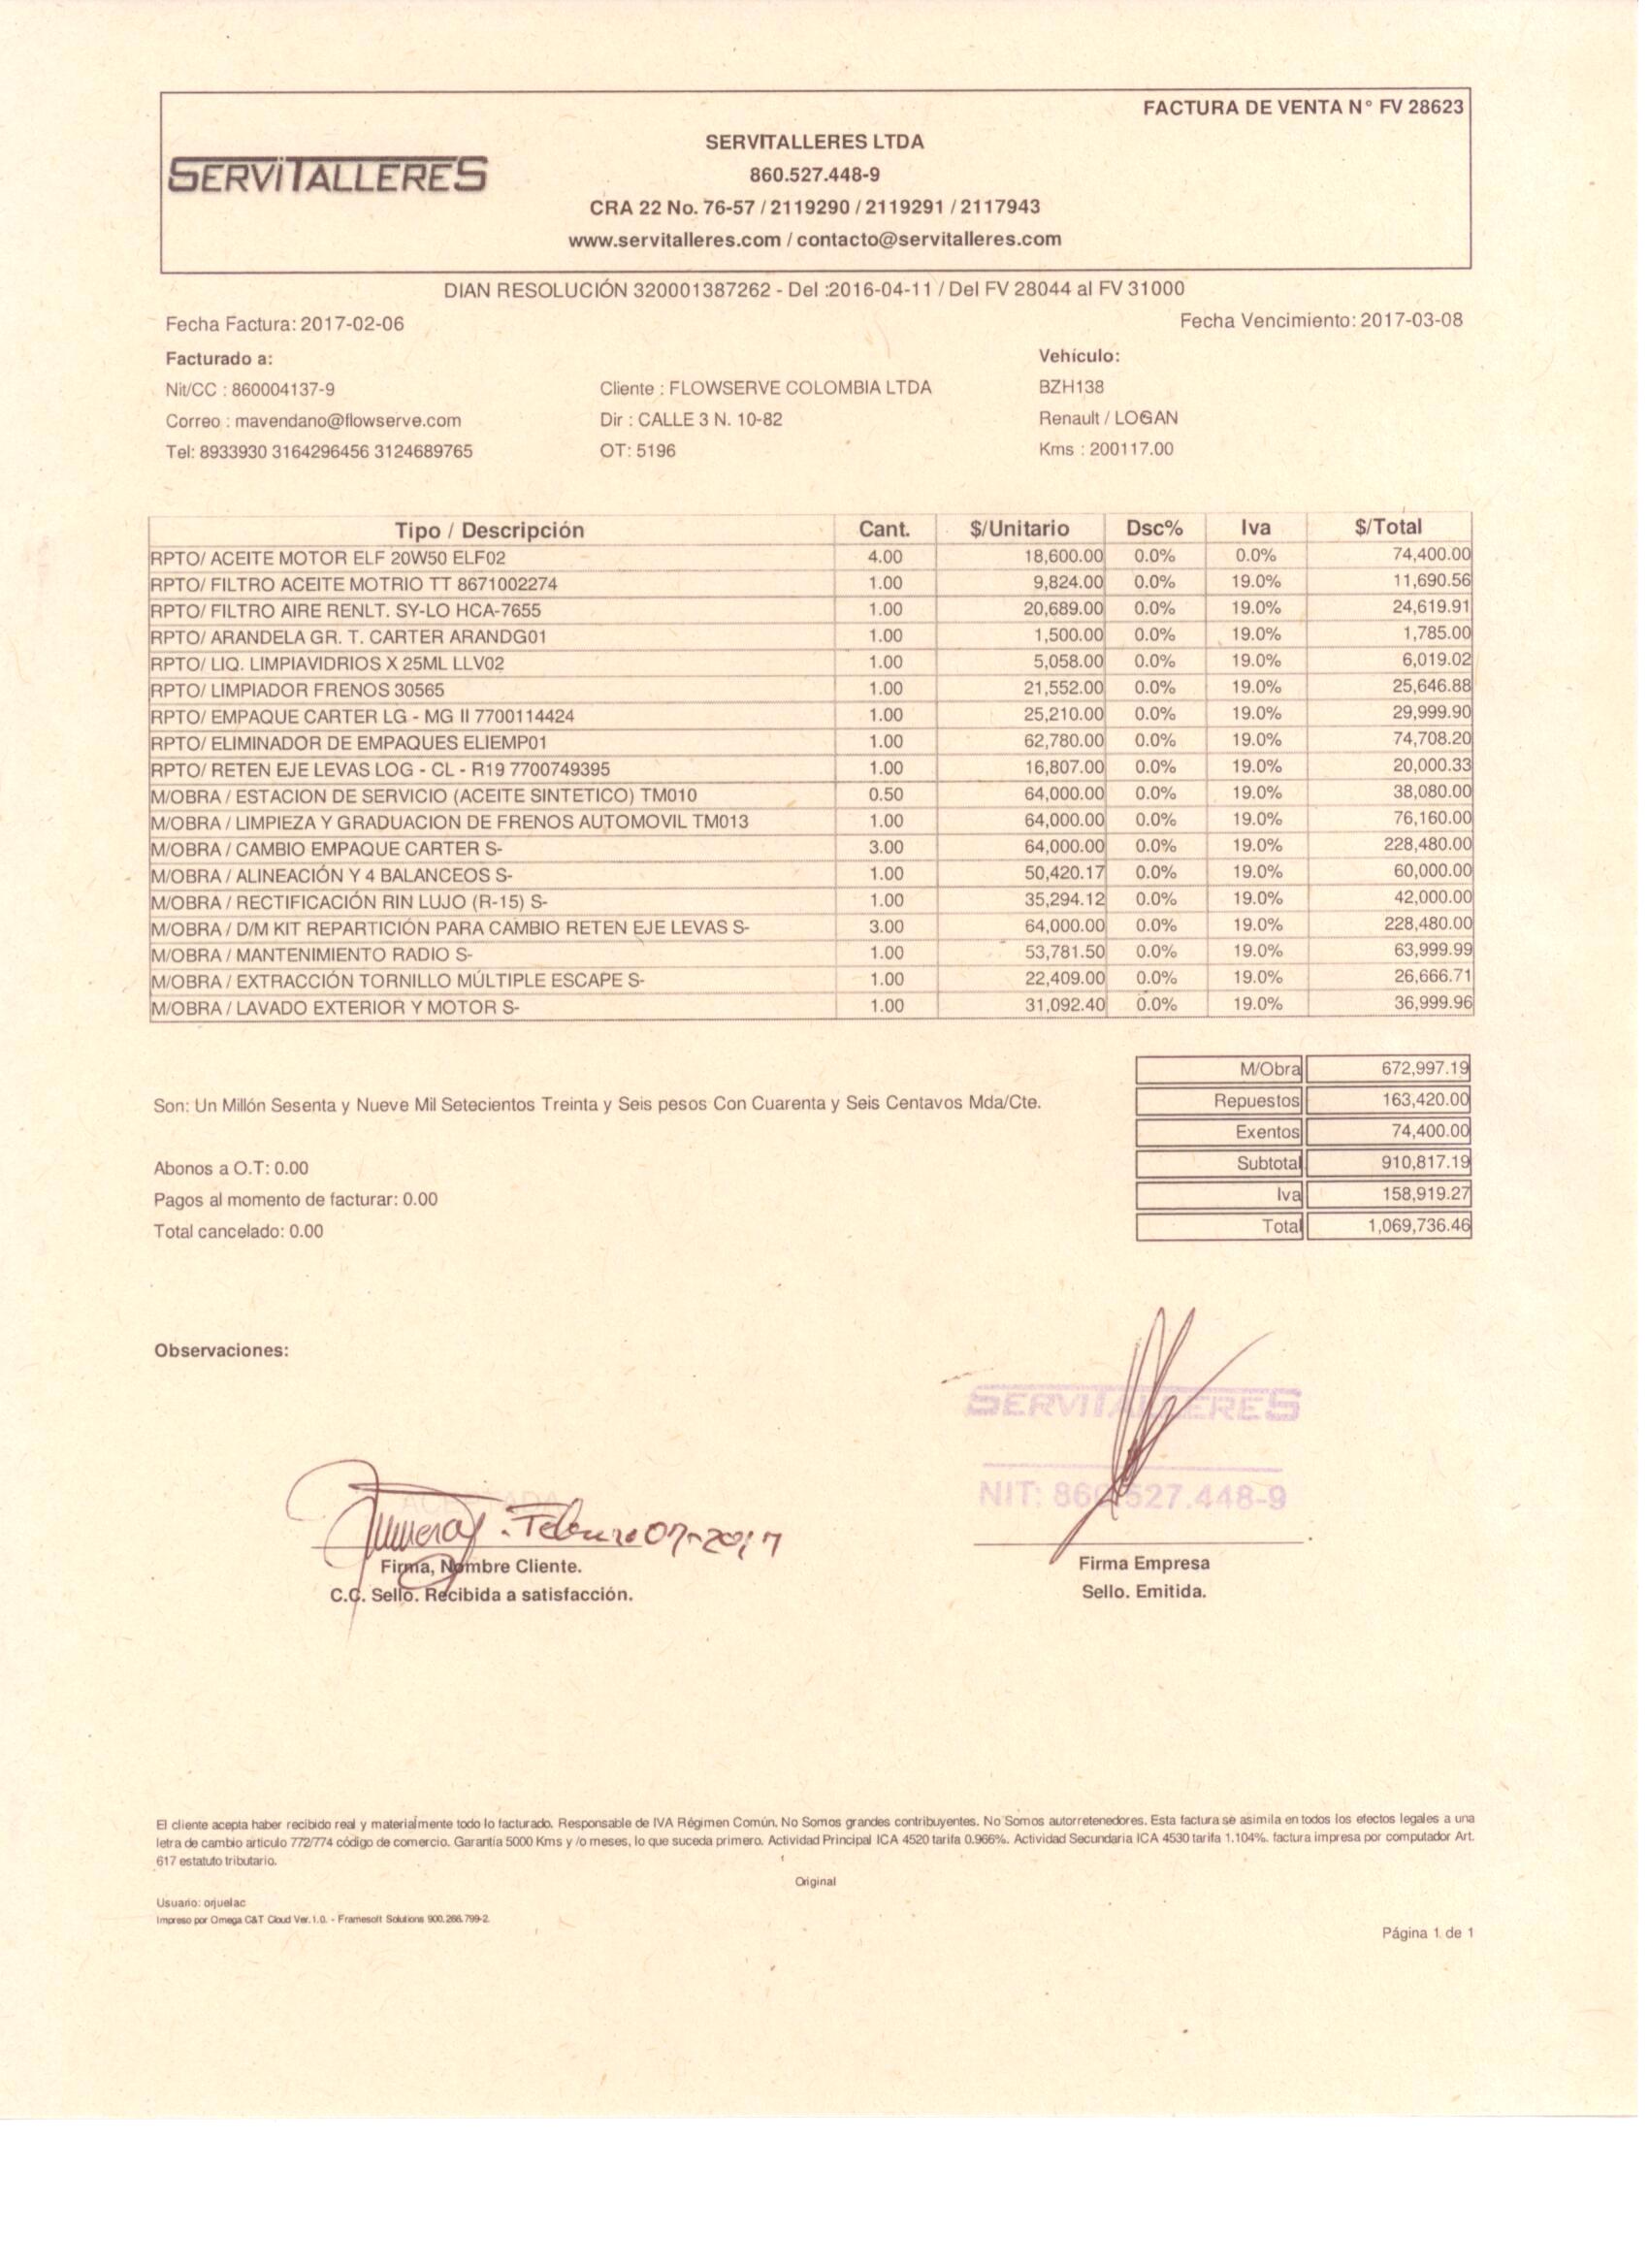 FACTURA DE VENTA N° FV 28623
SERVITALLERES
SERVITALLERES LTDA
860.527.448-9
CRA 22 No. 76-57 / 2119290 / 2119291 / 2117943
www.servitalleres.com / contacto@servitalleres.com
DIAN RESOLUCIÓN 320001387262 - Del :2016-04-11 / Del FV 28044 al FV 31000
Fecha Factura: 2017-02-06 Fecha Vencimiento: 2017-03-08
Facturado a: Vehículo:
Nit/CC : 860004137-9 Cliente : FLOWSERVE COLOMBIA LTDA BZH138
Correo : mavendano@flowserve.com Dir : CALLE 3 N. 10-82 Renault / LOGAN
Tel: 8933930 3164296456 3124689765 OT: 5196 Kms : 200117.00
Tipo / Descripción Cant. $/Unitario Dsc% Iva $/Total
RPTO/ ACEITE MOTOR ELF 20W50 ELF02 4.00 18,600.00 0.0% 0.0% 74,400.00
RPTO/ FILTRO ACEITE MOTRIO TT 8671002274 1.00 9,824.00 0.0% 19.0% 11,690.56
RPTO/ FILTRO AIRE RENLT. SY-LO HCA-7655 1.00 20,689.00 0.0% 19.0% 24,619.91
RPTO/ ARANDELA GR. T. CARTER ARANDG01 1.00 1,500.00 0.0% 19.0% 1,785.00
RPTO/ LIQ. LIMPIAVIDRIOS X 25ML LLV02 1.00 5,058.00 0.0% 19.0% 6,019.02
RPTO/ LIMPIADOR FRENOS 30565 1.00 21,552.00 0.0% 19.0% 25,646.88
RPTO/ EMPAQUE CARTER LG - MG II 7700114424 1.00 25,210.00 0.0% 19.0% 29,999.90
RPTO/ ELIMINADOR DE EMPAQUES ELIEMP01 1.00 62,780.00 0.0% 19.0% 74,708.20
RPTO/ RETEN EJE LEVAS LOG - CL - R19 7700749395 1.00 16,807.00 0.0% 19.0% 20,000.33
M/OBRA / ESTACION DE SERVICIO (ACEITE SINTETICO) TM010 0.50 64,000.00 0.0% 19.0% 38,080.00
M/OBRA / LIMPIEZA Y GRADUACION DE FRENOS AUTOMOVIL TM013 1.00 64,000.00 0.0% 19.0% 76,160.00
M/OBRA / CAMBIO EMPAQUE CARTER S- 3.00 64,000.00 0.0% 19.0% 228,480.00
M/OBRA / ALINEACIÓN Y 4 BALANCEOS S- 1.00 50,420.17 0.0% 19.0% 60,000.00
M/OBRA / RECTIFICACIÓN RIN LUJO (R-15) S- 1.00 35,294.12 0.0% 19.0% 42,000.00
M/OBRA / D/M KIT REPARTICIÓN PARA CAMBIO RETEN EJE LEVAS S- 3.00 64,000.00 0.0% 19.0% 228,480.00
M/OBRA / MANTENIMIENTO RADIO S- 1.00 53,781.50 0.0% 19.0% 63,999.99
M/OBRA / EXTRACCIÓN TORNILLO MÚLTIPLE ESCAPE S- 1.00 22,409.00 0.0% 19.0% 26,666.71
M/OBRA / LAVADO EXTERIOR Y MOTOR S- 1.00 31,092.40 0.0% 19.0% 36,999.96
M/Obra 672,997.19
Son: Un Millón Sesenta y Nueve Mil Setecientos Treinta y Seis pesos Con Cuarenta y Seis Centavos Mda/Cte. Repuestos 163,420.00
Exentos 74,400.00
Abonos a O.T: 0.00 Subtotal 910,817.19
Pagos al momento de facturar: 0.00 Iva 158,919.27
Total cancelado: 0.00 Total 1,069,736.46
Observaciones:
SERVITALLERES
NIT: 860.527.448-9
Febrero 07-2017
Firma, Nombre Cliente. Firma Empresa
C.C. Sello. Recibida a satisfacción. Sello. Emitida.
El cliente acepta haber recibido real y materialmente todo lo facturado. Responsable de IVA Régimen Común. No Somos grandes contribuyentes. No Somos autorretenedores. Esta factura se asimila en todos los efectos legales a una
letra de cambio articulo 772/774 código de comercio. Garantía 5000 Kms y /o meses, lo que suceda primero. Actividad Principal ICA 4520 tarifa 0.966%. Actividad Secundaria ICA 4530 tarifa 1.104%. factura impresa por computador Art.
617 estatuto tributario.
Original
Usuario: orjuelac
Impreso por Omega C&T Cloud Ver.1.0. - Framesoft Solutions 900.266.799-2
Página 1 de 1